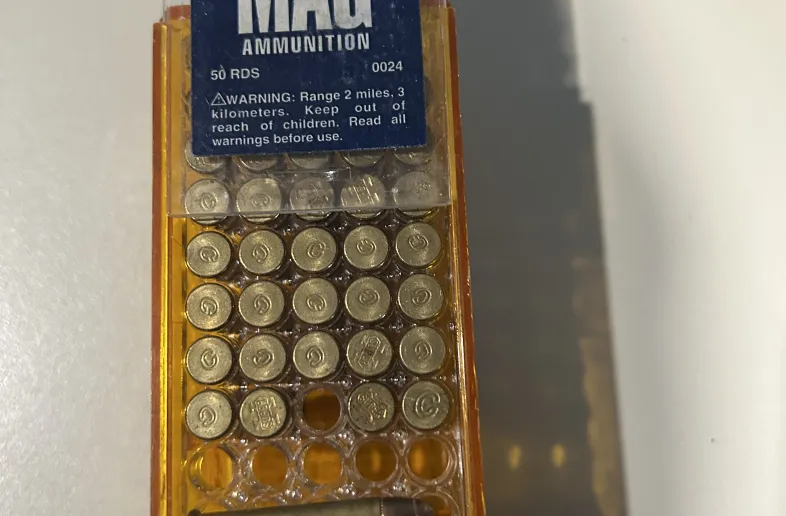 MAG
AMMUNITION
50 RDS 0024
⚠WARNING: Range 2 miles, 3
kilometers. Keep out of
reach of children. Read all
warnings before use.
C
C C C C C
C C C C C
C C C C
C C